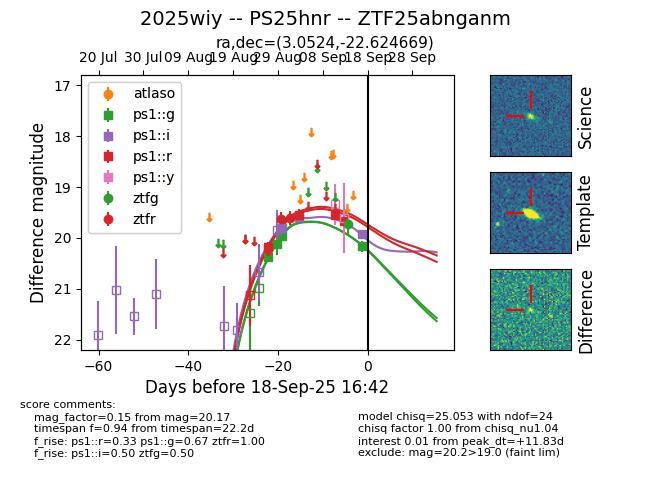 2025wiy -- PS25hnr -- ZTF25abnganm
ra,dec=(3.0524,-22.624669)
20 Jul 30 Jul 09 Aug 19 Aug 29 Aug 08 Sep 18 Sep 28 Sep
17
18
19
20
21
22
Difference magnitude
atlaso
ps1::g
ps1::i
ps1::r
ps1::y
ztfg
ztfr
−60 −40 −20 0
Days before 18-Sep-25 16:42
Science
Template
Difference
score comments:
mag_factor=0.15 from mag=20.17
timespan f=0.94 from timespan=22.2d
f_rise: ps1::r=0.33 ps1::g=0.67 ztfr=1.00
f_rise: ps1::i=0.50 ztfg=0.50
model chisq=25.053 with ndof=24
chisq factor 1.00 from chisq_nu1.04
interest 0.01 from peak_dt=+11.83d
exclude: mag=20.2>19.0 (faint lim)